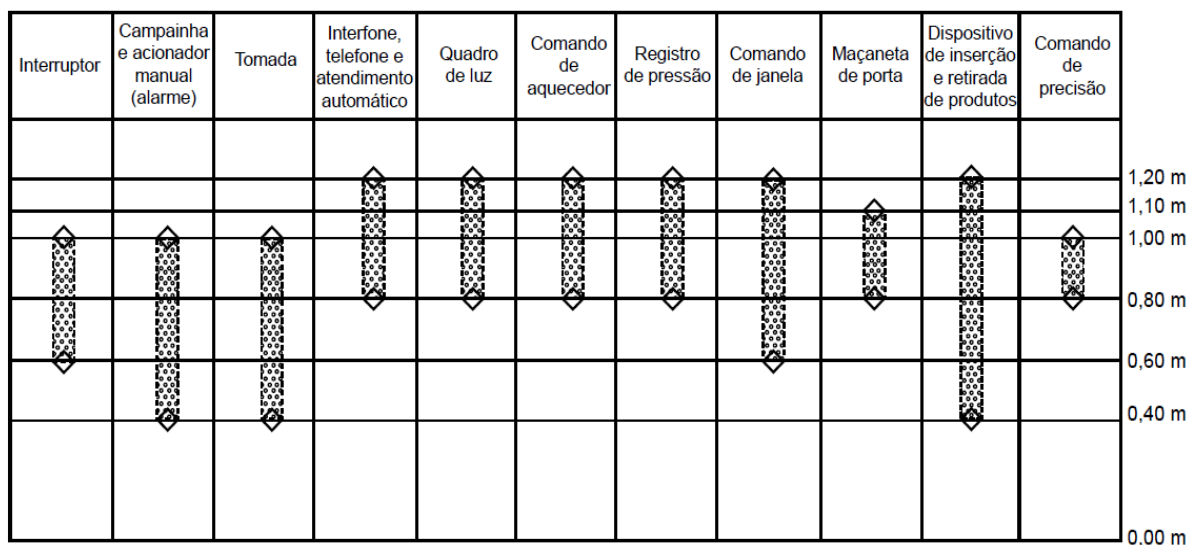 Interruptor
Campainha
e acionador
manual
(alarme)
Tomada
Interfone,
telefone e
atendimento
automático
Quadro
de luz
Comando
de
aquecedor
Registro
de pressão
Comando
de janela
Maçaneta
de porta
Dispositivo
de inserção
e retirada
de produtos
Comando
de
precisão
1,20 m
1,10 m
1,00 m
0,80 m
0,60 m
0,40 m
0.00 m